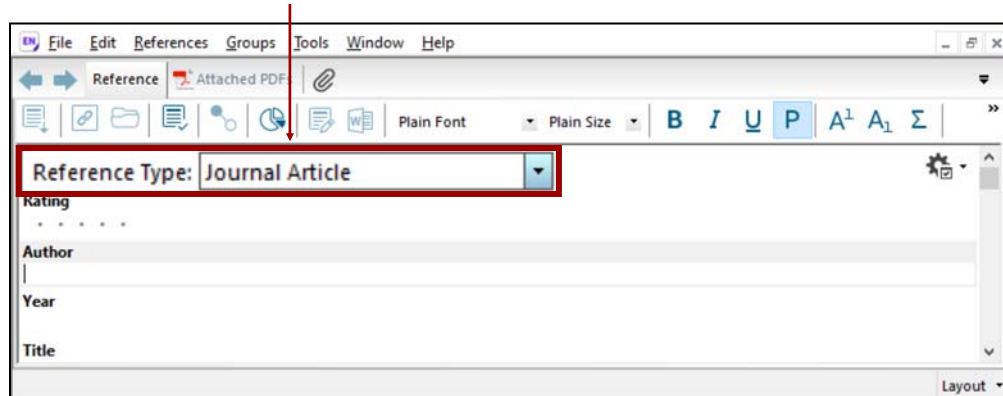 EN File Edit References Groups Tools Window Help
Reference Attached PDFs
Plain Font Plain Size B I U P A¹ A₁ Σ »
Reference Type: Journal Article
Rating
Author
Year
Title
Layout